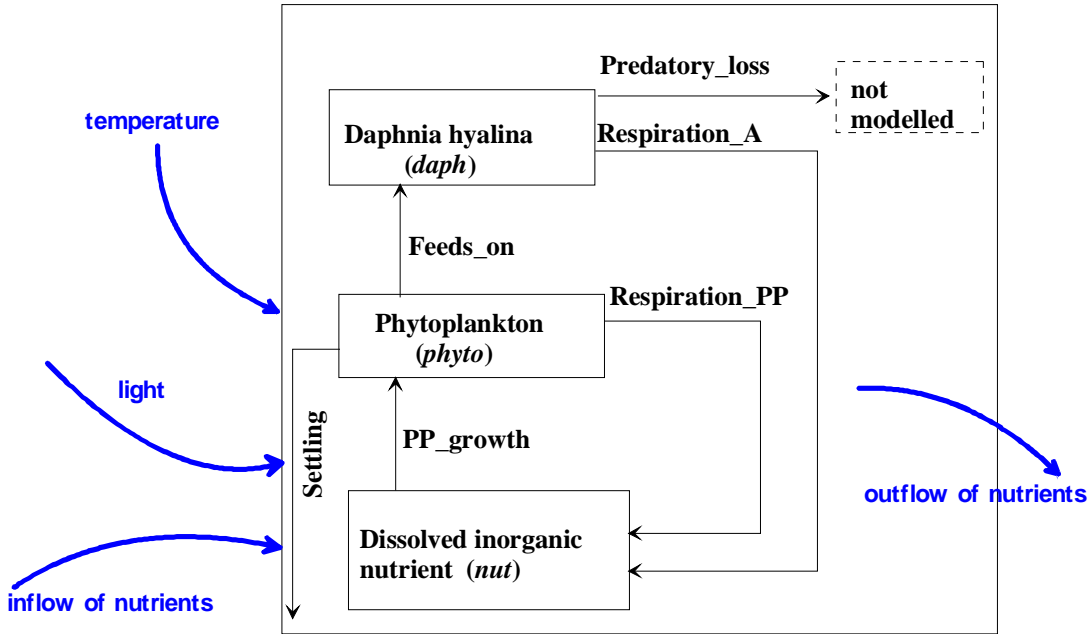 Predatory_loss
not
modelled
temperature
Daphnia hyalina
(daph)
Respiration_A
Feeds_on
Respiration_PP
Phytoplankton
(phyto)
light
Settling
PP_growth
outflow of nutrients
Dissolved inorganic
nutrient (nut)
inflow of nutrients